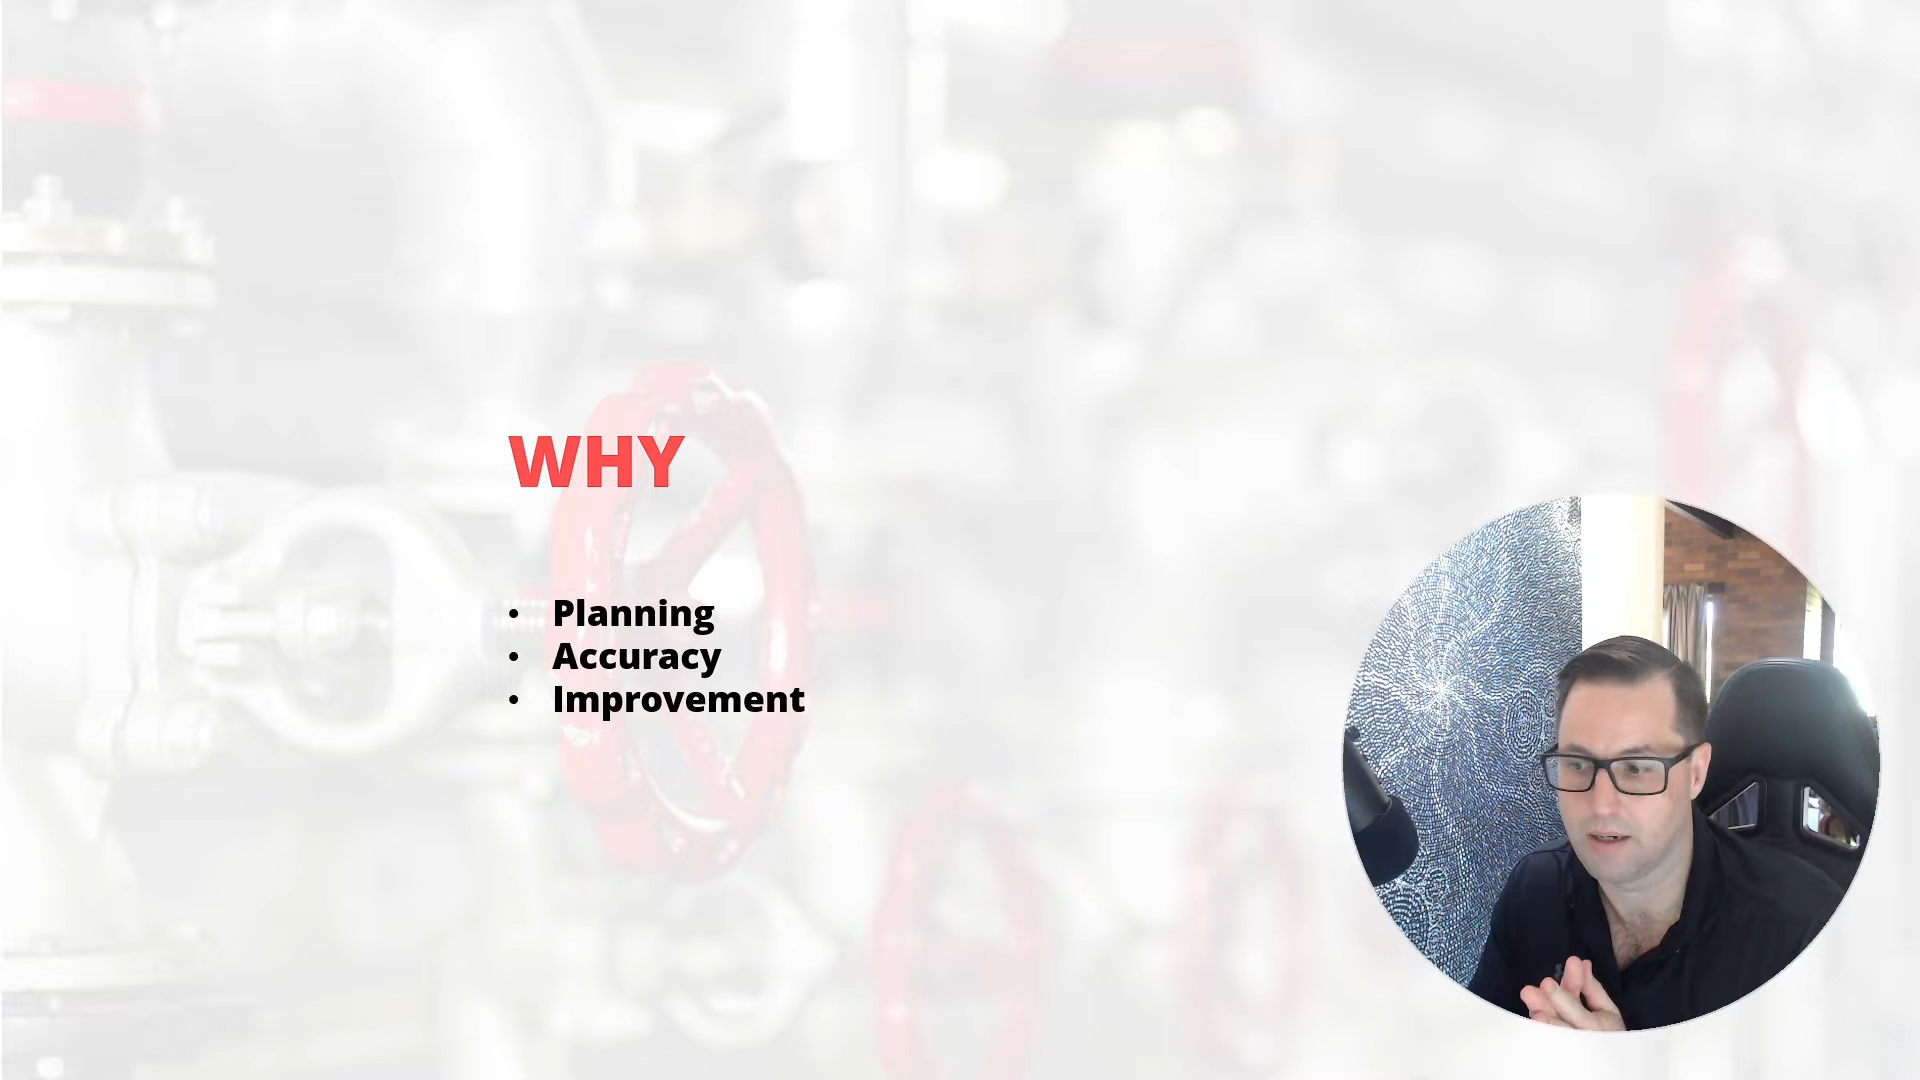 WHY
• Planning
• Accuracy
• Improvement